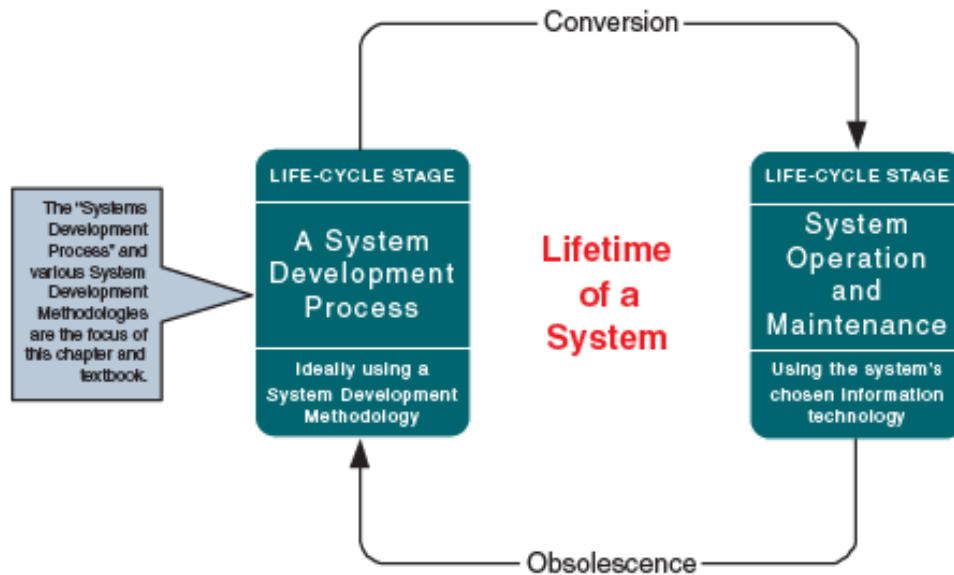 Conversion
The "Systems
Development
Process" and
various System
Development
Methodologies
are the focus of
this chapter and
textbook.
LIFE-CYCLE STAGE
A System
Development
Process
Ideally using a
System Development
Methodology
Lifetime
of a
System
LIFE-CYCLE STAGE
System
Operation
and
Maintenance
Using the system's
chosen information
technology
Obsolescence